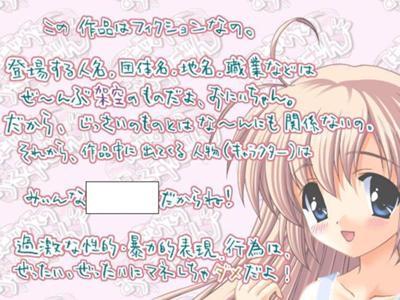 この 作品はフィクションなの。
登場する人名．団体名．地名．職業などは
ぜ〜んぶ架空のものだよ、おにいちゃん。
だから、じっさいのものとは な〜んにも関係ないの。
それから、作品中に出てくる 人物(キャラクター)は
みぃんな
だからね！
過激な性的・暴力的表現、行為は、
ぜったい、ぜったいにマネしちゃ ダメだよ！